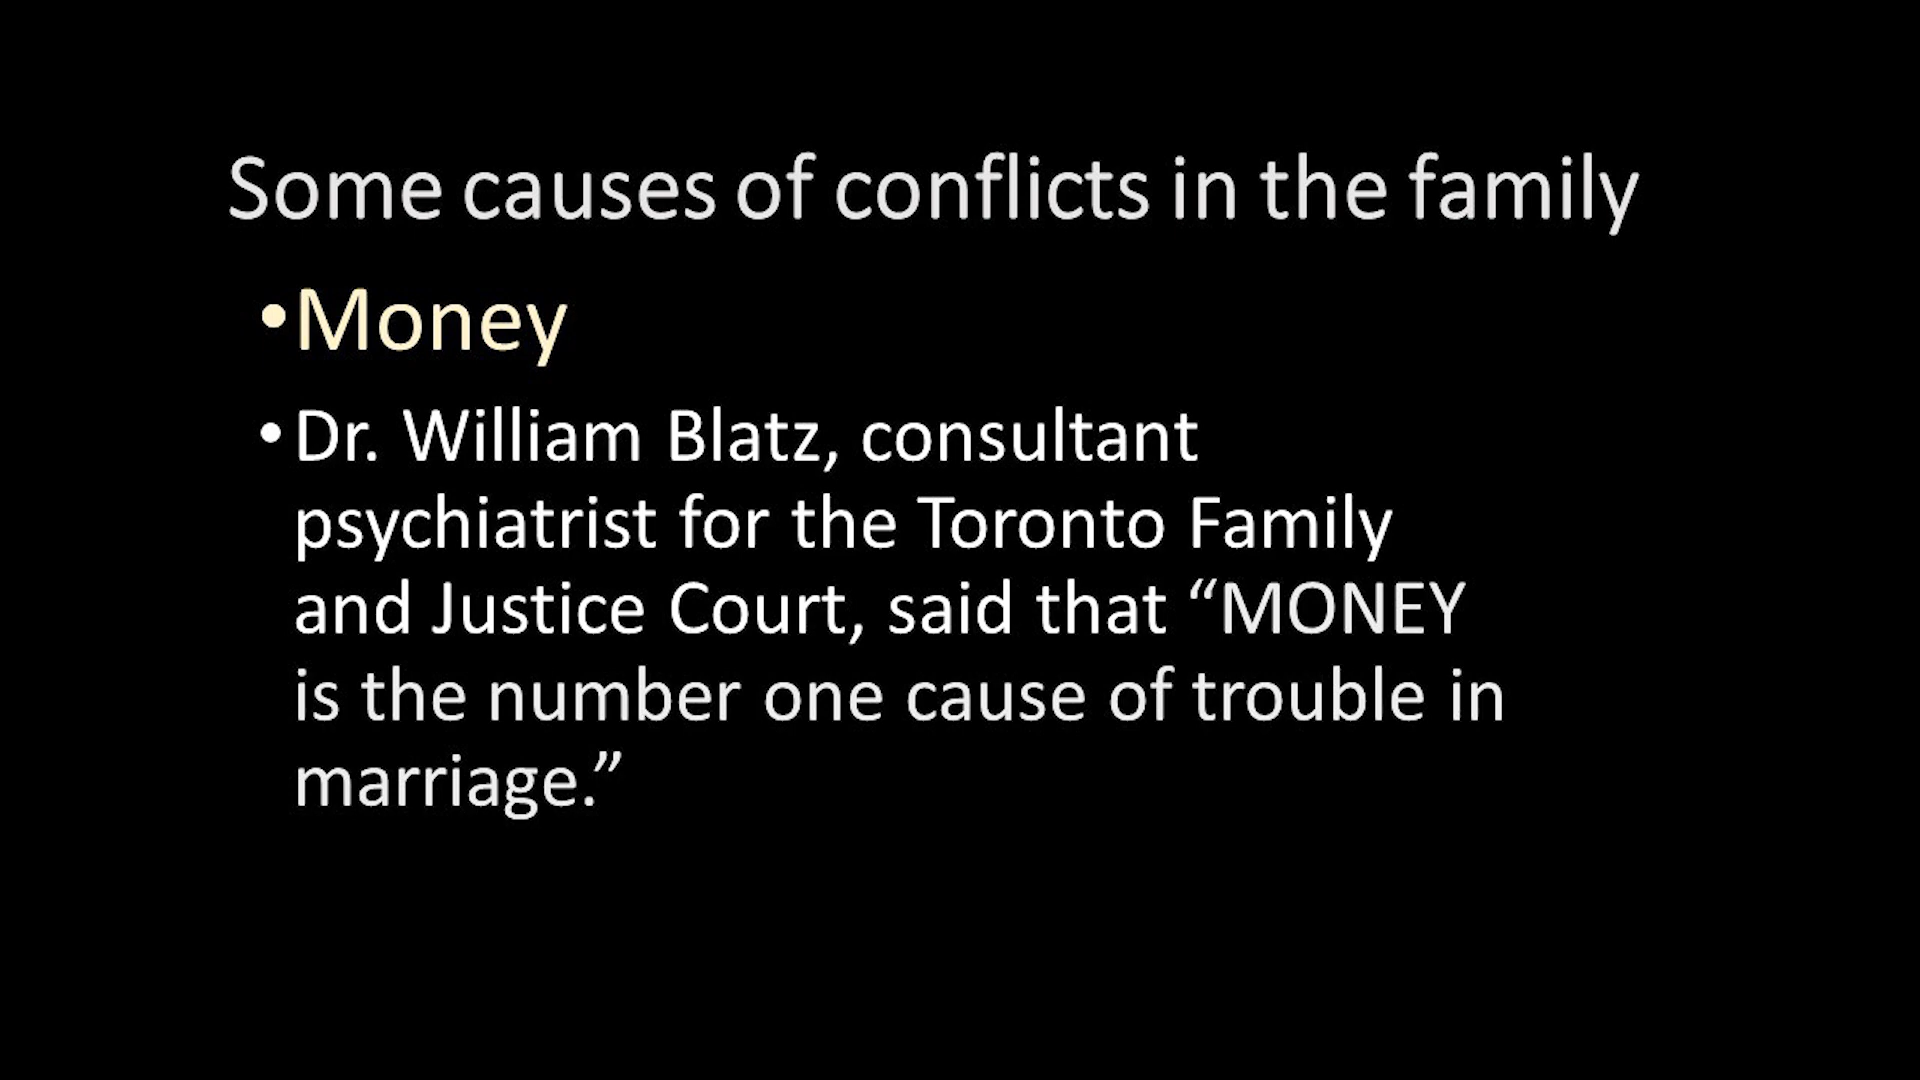 Some causes of conflicts in the family
•Money
•Dr. William Blatz, consultant
psychiatrist for the Toronto Family
and Justice Court, said that “MONEY
is the number one cause of trouble in
marriage.”